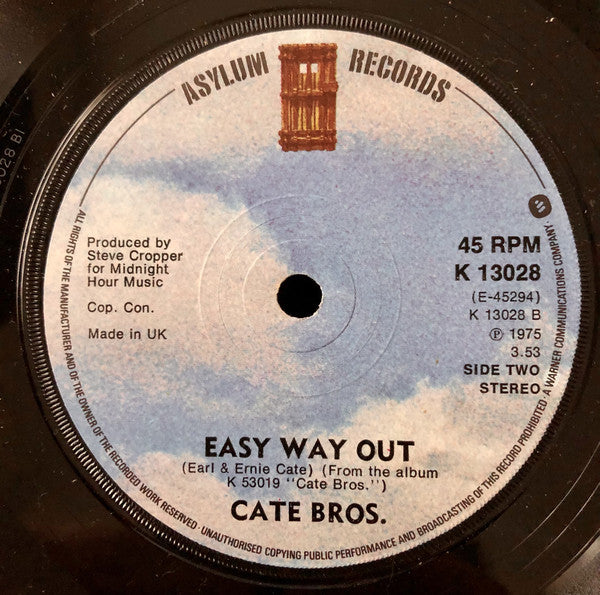 ASYLUM RECORDS
Produced by
Steve Cropper
for Midnight
Hour Music
Cop. Con.
Made in UK
45 RPM
K 13028
(E-45294)
K 13028 B
℗ 1975
3.53
SIDE TWO
STEREO
EASY WAY OUT
(Earl & Ernie Cate) (From the album
K 53019 "Cate Bros.")
CATE BROS.
ALL RIGHTS OF THE MANUFACTURER AND OF THE OWNER OF THE RECORDED WORK RESERVED · UNAUTHORISED COPYING PUBLIC PERFORMANCE AND BROADCASTING OF THIS RECORD PROHIBITED · A WARNER COMMUNICATIONS COMPANY ·